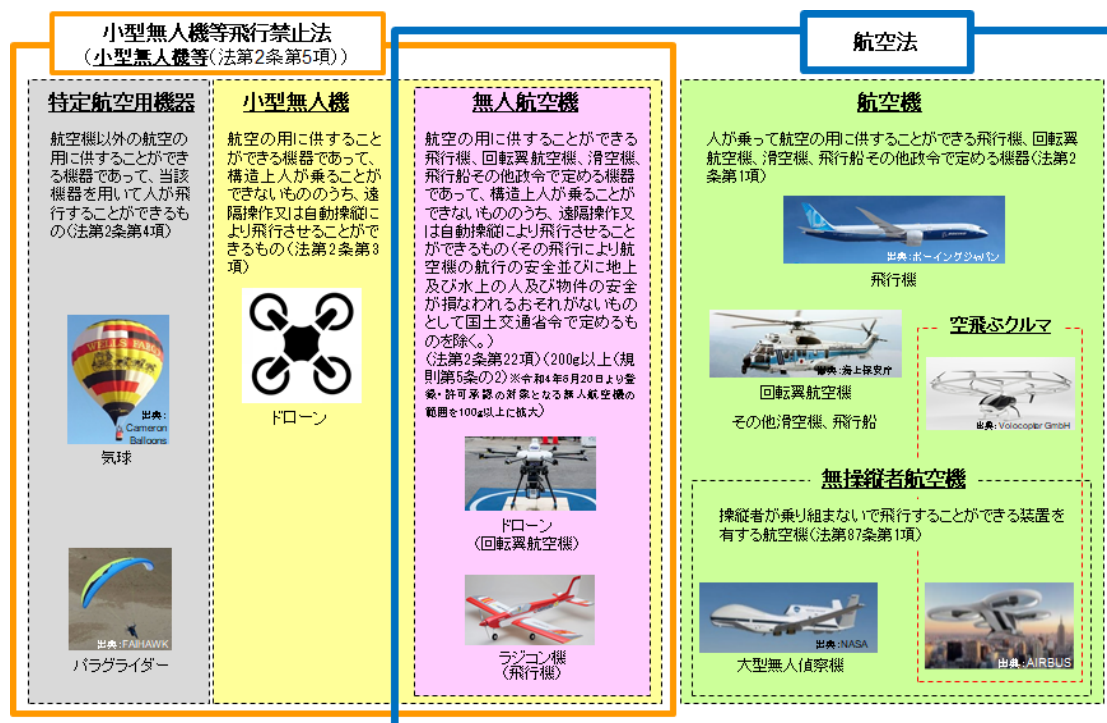 小型無人機等飛行禁止法
（小型無人機等(法第2条第5項)）
航空法
特定航空用機器
航空機以外の航空の
用に供することができ
る機器であって、当該
機器を用いて人が飛
行することができるも
の(法第2条第4項)
出典:
Cameron
Balloons
気球
出典:FAIHAWK
パラグライダー
小型無人機
航空の用に供すること
ができる機器であって、
構造上人が乗ることが
できないもののうち、遠
隔操作又は自動操縦に
より飛行させることがで
きるもの(法第2条第3
項)
ドローン
無人航空機
航空の用に供することができる
飛行機、回転翼航空機、滑空機、
飛行船その他政令で定める機器
であって、構造上人が乗ることが
できないもののうち、遠隔操作又
は自動操縦により飛行させること
ができるもの(その飛行により航
空機の航行の安全並びに地上
及び水上の人及び物件の安全
が損なわれるおそれがないもの
として国土交通省令で定めるも
のを除く。)
(法第2条第22項)(200g以上(規
則第5条の2)※令和4年6月20日より登
録・許可承認の対象となる無人航空機の
範囲を100g以上に拡大)
ドローン
(回転翼航空機)
ラジコン機
(飛行機)
航空機
人が乗って航空の用に供することができる飛行機、回転翼
航空機、滑空機、飛行船その他政令で定める機器(法第2
条第1項)
出典:ボーイングジャパン
飛行機
出典:海上保安庁
回転翼航空機
その他滑空機、飛行船
空飛ぶクルマ
出典:Volocopter GmbH
無操縦者航空機
操縦者が乗り組まないで飛行することができる装置を
有する航空機(法第87条第1項)
出典:NASA
大型無人偵察機
出典:AIRBUS